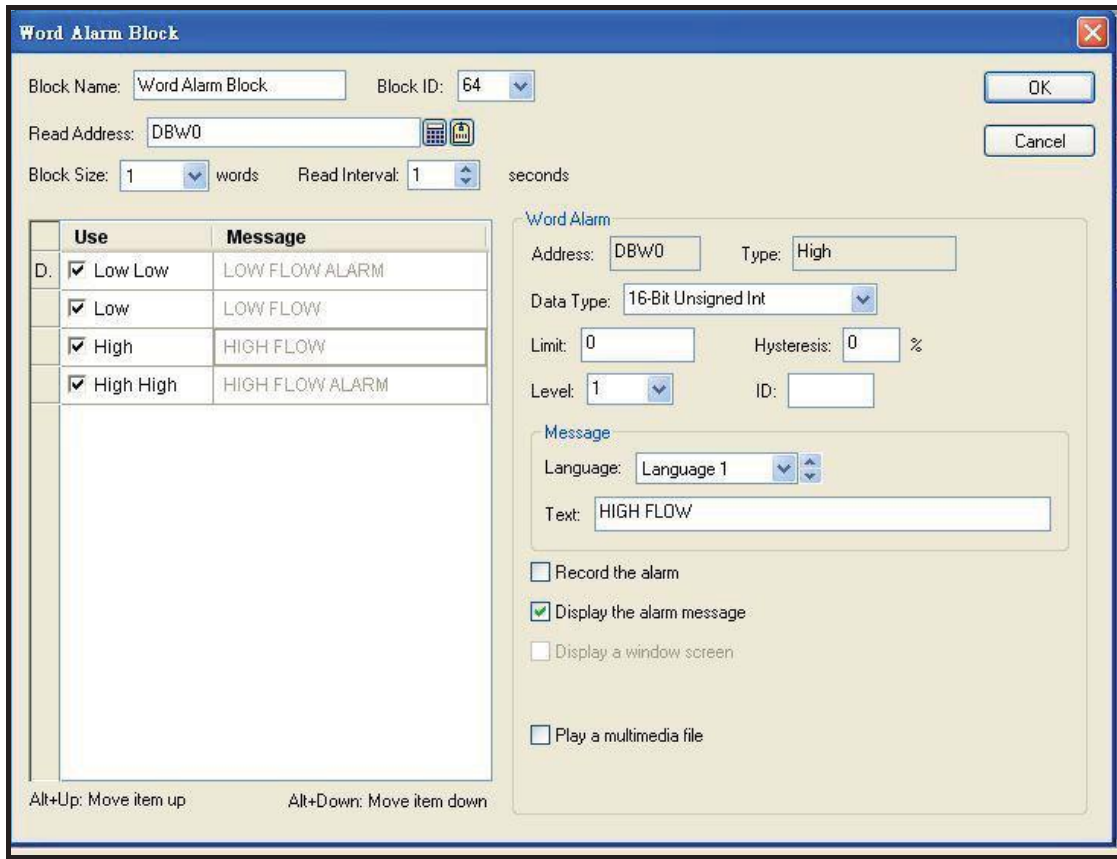 Word Alarm Block
Block Name: Word Alarm Block Block ID: 64
OK
Read Address: DBW0
Cancel
Block Size: 1 words Read Interval: 1 seconds
Use Message
D. Low Low LOW FLOW ALARM
Low LOW FLOW
High HIGH FLOW
High High HIGH FLOW ALARM
Alt+Up: Move item up Alt+Down: Move item down
Word Alarm
Address: DBW0 Type: High
Data Type: 16-Bit Unsigned Int
Limit: 0 Hysteresis: 0 %
Level: 1 ID:
Message
Language: Language 1
Text: HIGH FLOW
Record the alarm
Display the alarm message
Display a window screen
Play a multimedia file